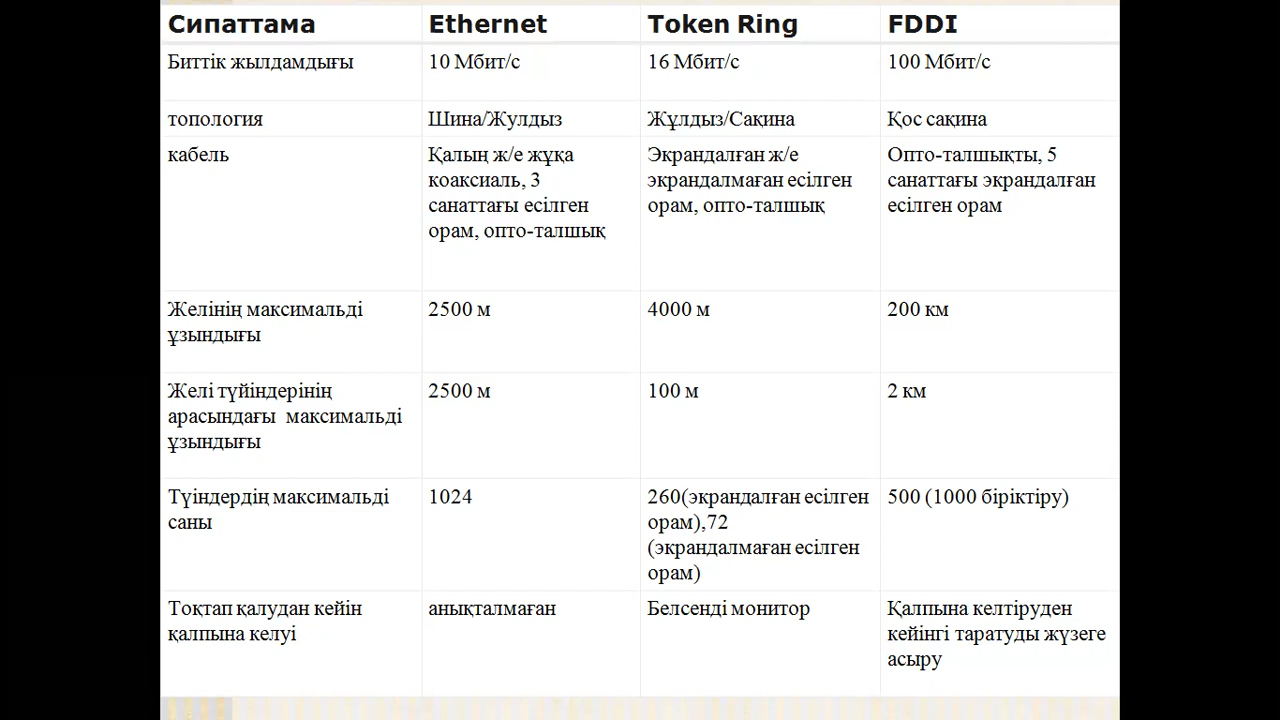 Сипаттама Ethernet Token Ring FDDI
Биттік жылдамдығы 10 Мбит/с 16 Мбит/с 100 Мбит/с
топология Шина/Жулдыз Жұлдыз/Сақина Қос сақина
кабель
Қалың ж/е жұқа
коаксиаль, 3
санаттағы есілген
орам, опто-талшық
Экрандалған ж/е
экрандалмаған есілген
орам, опто-талшық
Опто-талшықты, 5
санаттағы экрандалған
есілген орам
Желінің максимальді
ұзындығы
2500 м
4000 м
200 км
Желі түйіндерінің
арасындағы  максимальді
ұзындығы
2500 м
100 м
2 км
Түіндердің максимальді
саны
1024
260(экрандалған есілген
орам),72
(экрандалмаған есілген
орам)
500 (1000 біріктіру)
Тоқтап қалудан кейін
қалпына келуі
анықталмаған
Белсенді монитор
Қалпына келтіруден
кейінгі таратуды жүзеге
асыру